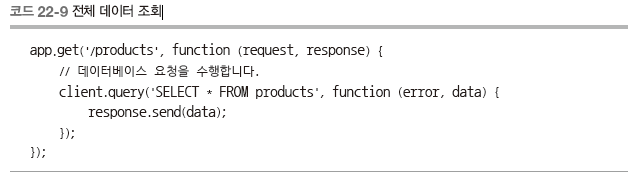 코드 22-9 전체 데이터 조회
app.get('/products', function (request, response) {
    // 데이터베이스 요청을 수행합니다.
    client.query('SELECT * FROM products', function (error, data) {
        response.send(data);
    });
});